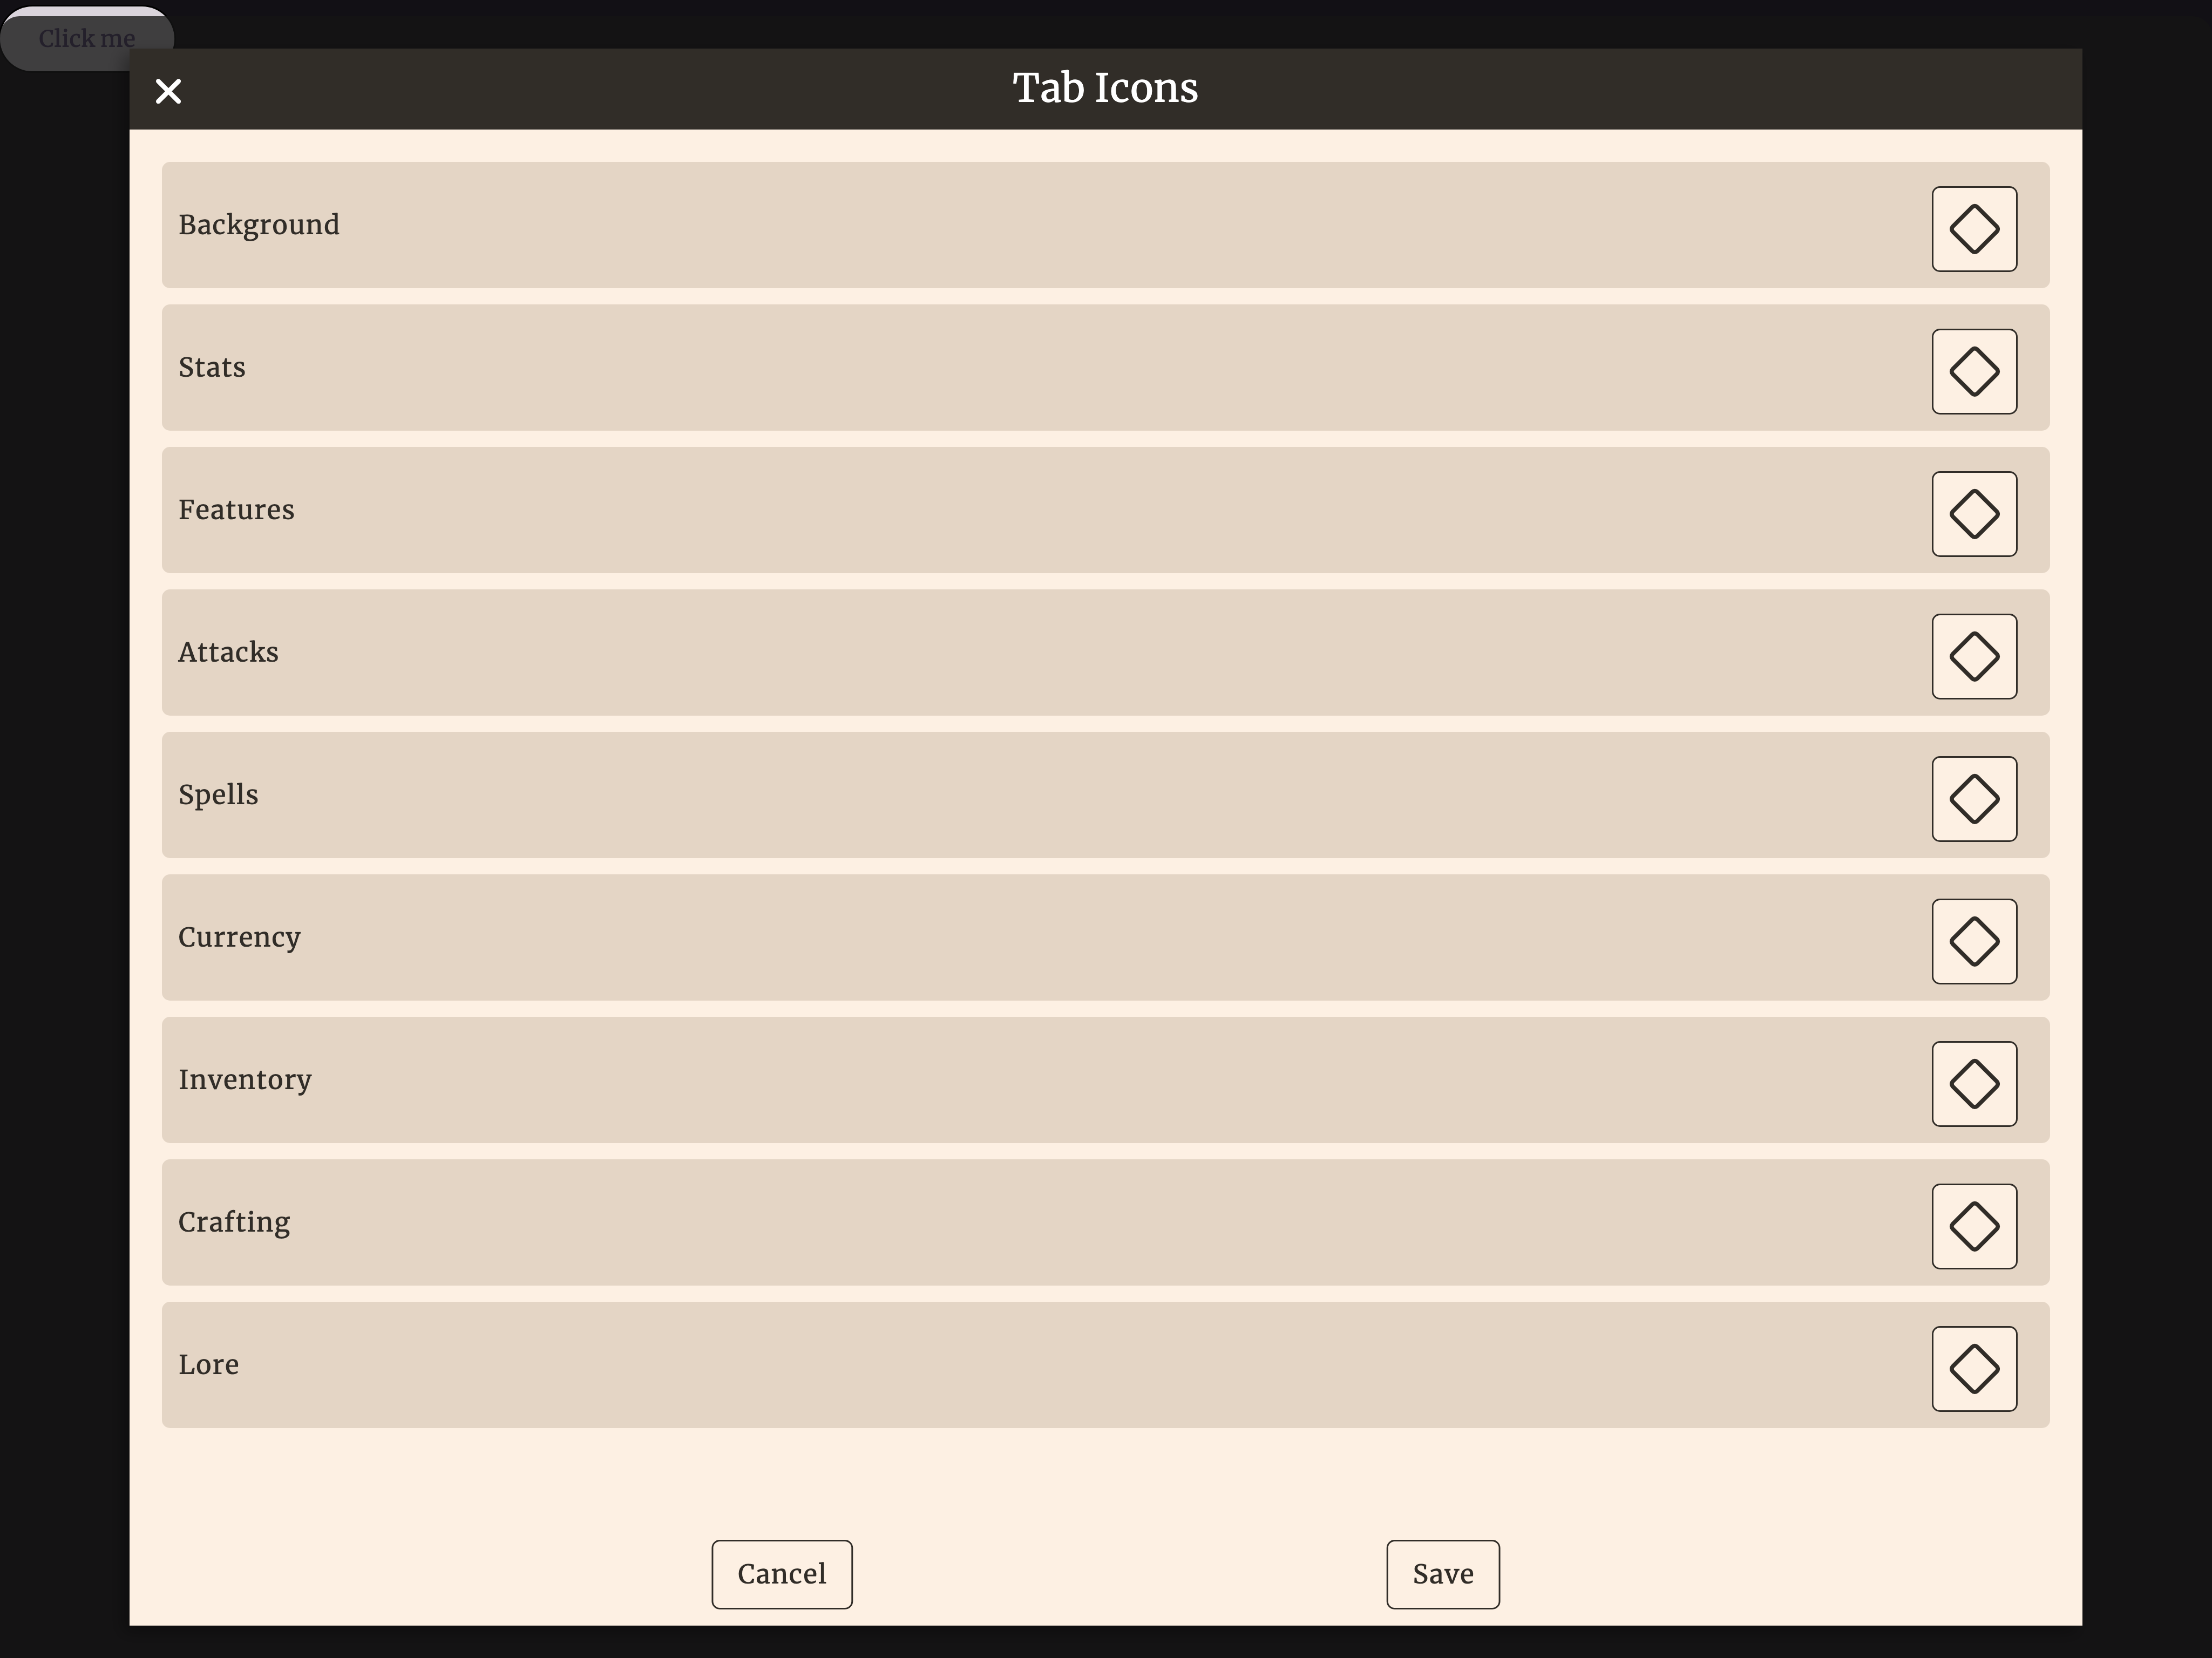 Click me
Tab Icons
Background
Stats
Features
Attacks
Spells
Currency
Inventory
Crafting
Lore
Cancel
Save